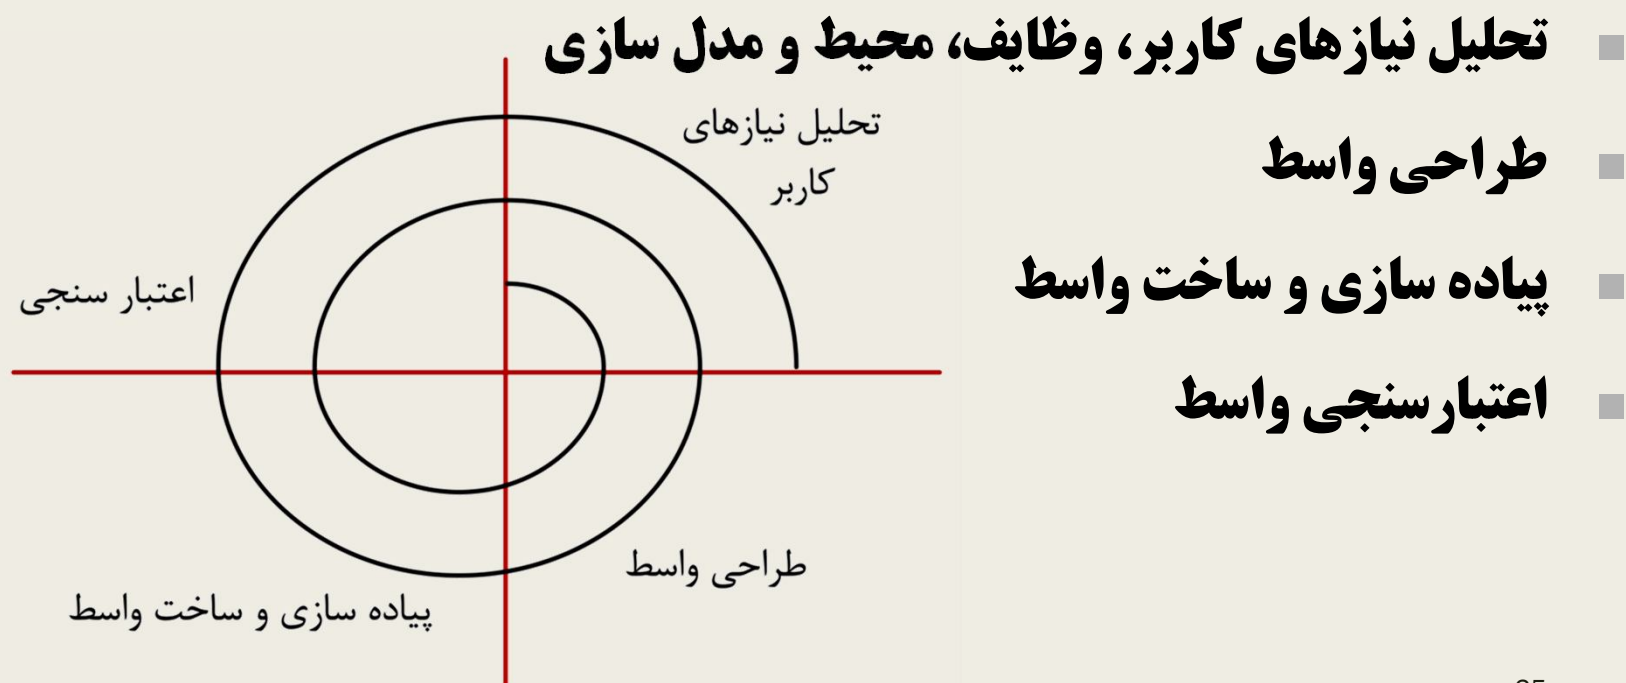 تحلیل نیازهای کاربر، وظایف، محیط و مدل سازی
طراحی واسط
پیاده سازی و ساخت واسط
اعتبارسنجی واسط
تحلیل نیازهای
کاربر
اعتبار سنجی
طراحی واسط
پیاده سازی و ساخت واسط